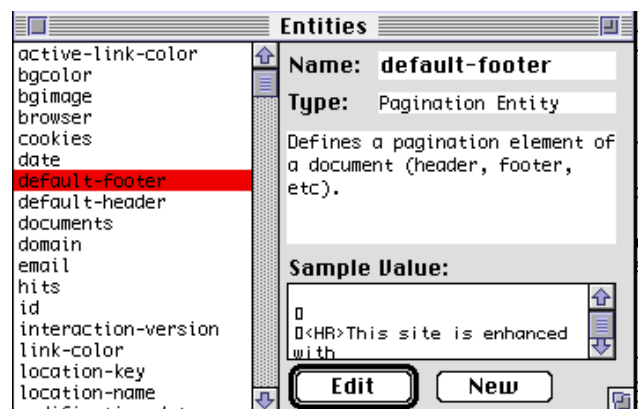 Entities
active-link-color
bgcolor
bgimage
browser
cookies
date
default-footer
default-header
documents
domain
email
hits
id
interaction-version
link-color
location-key
location-name
Name: default-footer
Type: Pagination Entity
Defines a pagination element of
a document (header, footer,
etc).
Sample Value:
<HR>This site is enhanced
with
Edit New